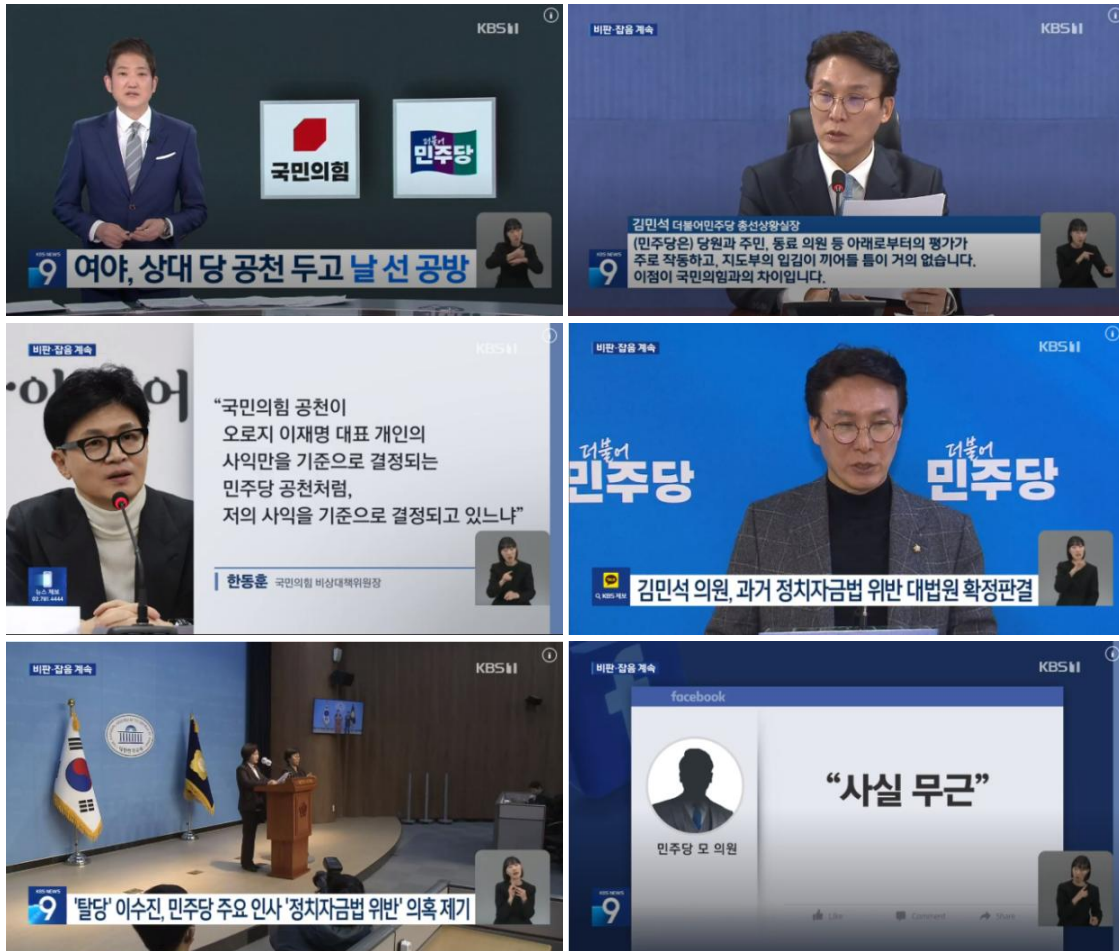 KBS 1
국민의힘
더불어
민주당
KBS NEWS
9
여야, 상대 당 공천 두고 날 선 공방
비판·잡음 계속
KBS 1
김민석 더불어민주당 총선상황실장
(민주당은) 당원과 주민, 동료 의원 등 아래로부터의 평가가
주로 작동하고, 지도부의 입김이 끼어들 틈이 거의 없습니다.
이점이 국민의힘과의 차이입니다.
KBS NEWS
9
비판·잡음 계속
KBS 1
“국민의힘 공천이
오로지 이재명 대표 개인의
사익만을 기준으로 결정되는
민주당 공천처럼,
저의 사익을 기준으로 결정되고 있느냐”
한동훈 국민의힘 비상대책위원장
뉴스 제보
02.781.4444
비판·잡음 계속
KBS 1
더불어
민주당
더불어
민주당
KBS 제보
김민석 의원, 과거 정치자금법 위반 대법원 확정판결
비판·잡음 계속
KBS 1
KBS NEWS
9
'탈당' 이수진, 민주당 주요 인사 '정치자금법 위반' 의혹 제기
비판·잡음 계속
KBS 1
facebook
“사실 무근”
민주당 모 의원
Like
Comment
Share
KBS NEWS
9